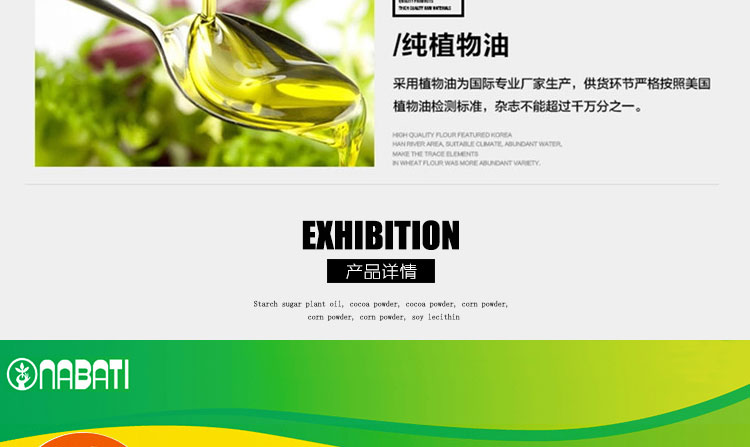 THICK QUALITY RAW MATERIALS
/纯植物油
采用植物油为国际专业厂家生产，供货环节严格按照美国
植物油检测标准，杂志不能超过千万分之一。
HIGH QUALITY FLOUR FEATURED KOREA
HAN RIVER AREA, SUITABLE CLIMATE, ABUNDANT WATER,
MAKE THE TRACE ELEMENTS
IN WHEAT FLOUR WAS MORE ABUNDANT VARIETY.
EXHIBITION
产品详情
Starch sugar plant oil, cocoa powder, cocoa powder, corn powder,
corn powder, corn powder, soy lecithin
NABATI